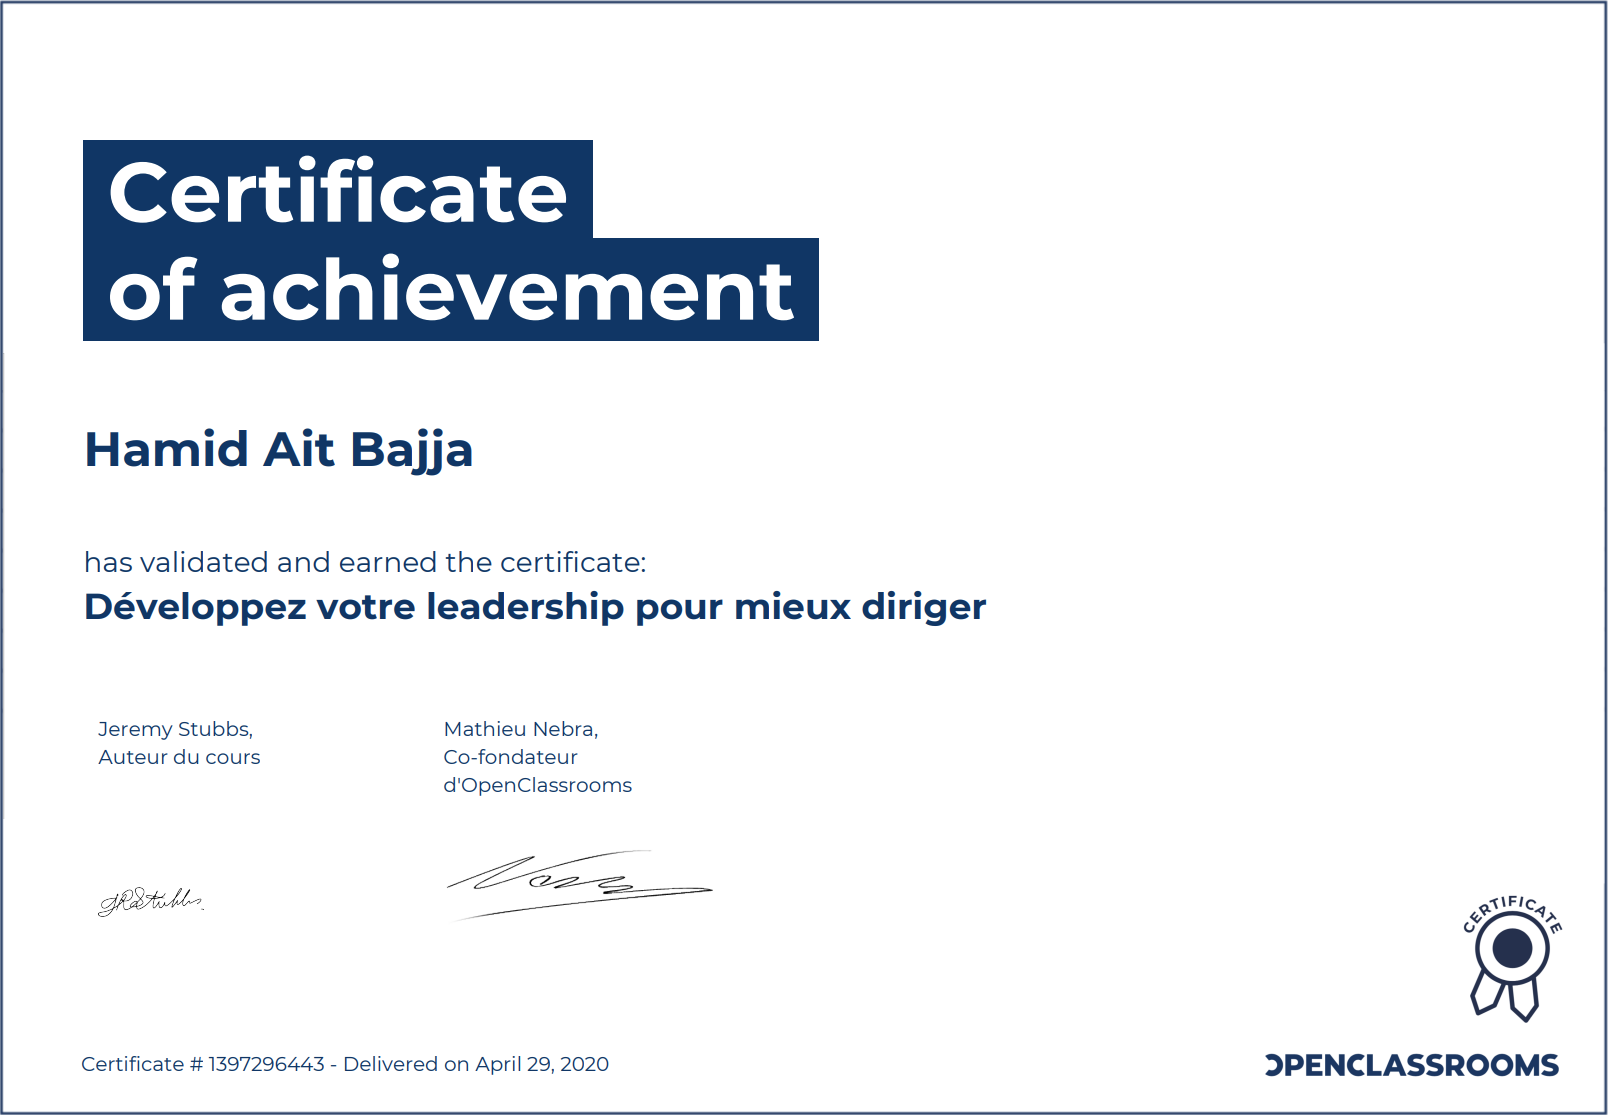 Certificate
of achievement
Hamid Ait Bajja
has validated and earned the certificate:
Développez votre leadership pour mieux diriger
Jeremy Stubbs,
Auteur du cours
Mathieu Nebra,
Co-fondateur
d'OpenClassrooms
CERTIFICATE
Certificate # 1397296443 - Delivered on April 29, 2020
OPENCLASSROOMS